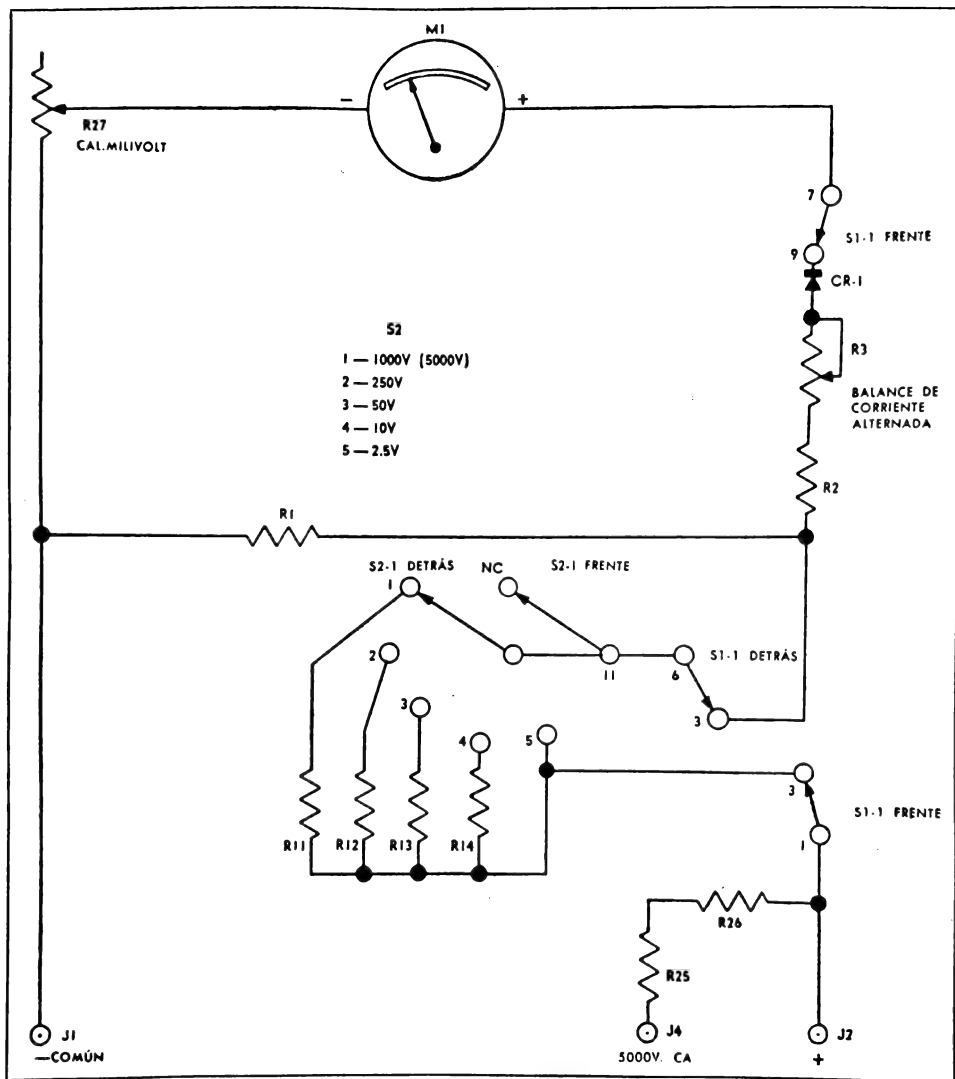 M1
−
+
R27
CAL.MILIVOLT
7
S1-1 FRENTE
9
CR-1
S2
1 — 1000V (5000V)
2 — 250V
3 — 50V
4 — 10V
5 — 2.5V
R3
BALANCE DE
CORRIENTE
ALTERNADA
R2
R1
S2-1 DETRÁS
NC
S2-1 FRENTE
1
2
11
6
S1-1 DETRÁS
3
3
4
5
3
S1-1 FRENTE
1
R11
R12
R13
R14
R26
R25
J1
—COMÚN
J4
5000V. CA
J2
+